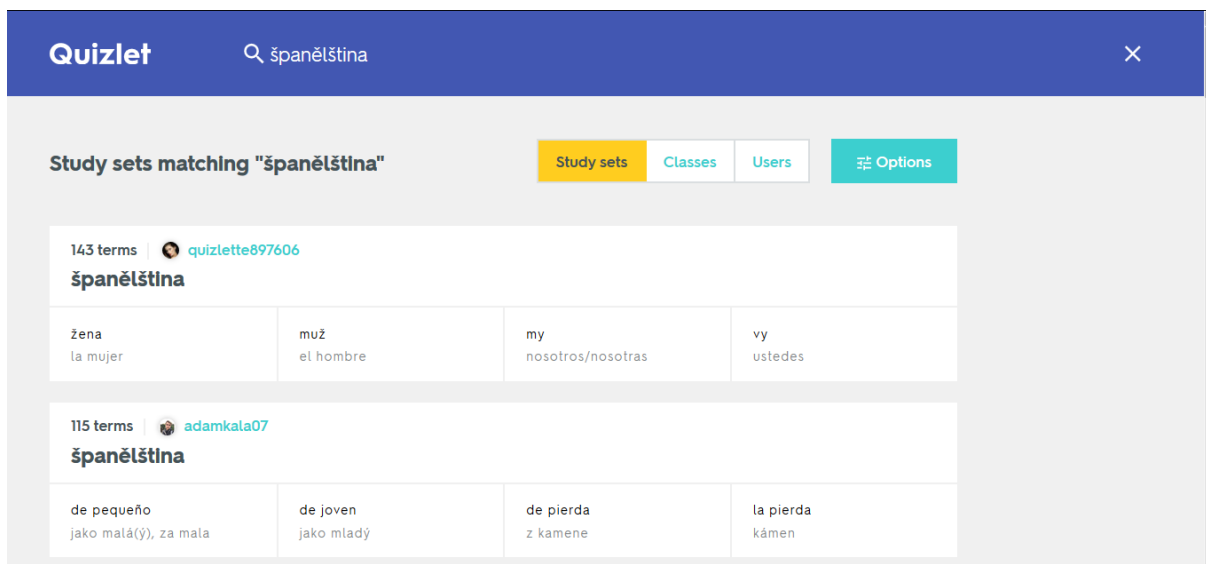 Quizlet
španělština
Study sets matching "španělština"
Study sets Classes Users Options
143 terms quizlette897606
španělština
žena muž my vy
la mujer el hombre nosotros/nosotras ustedes
115 terms adamkala07
španělština
de pequeño de joven de pierda la pierda
jako malá(ý), za mala jako mladý z kamene kámen